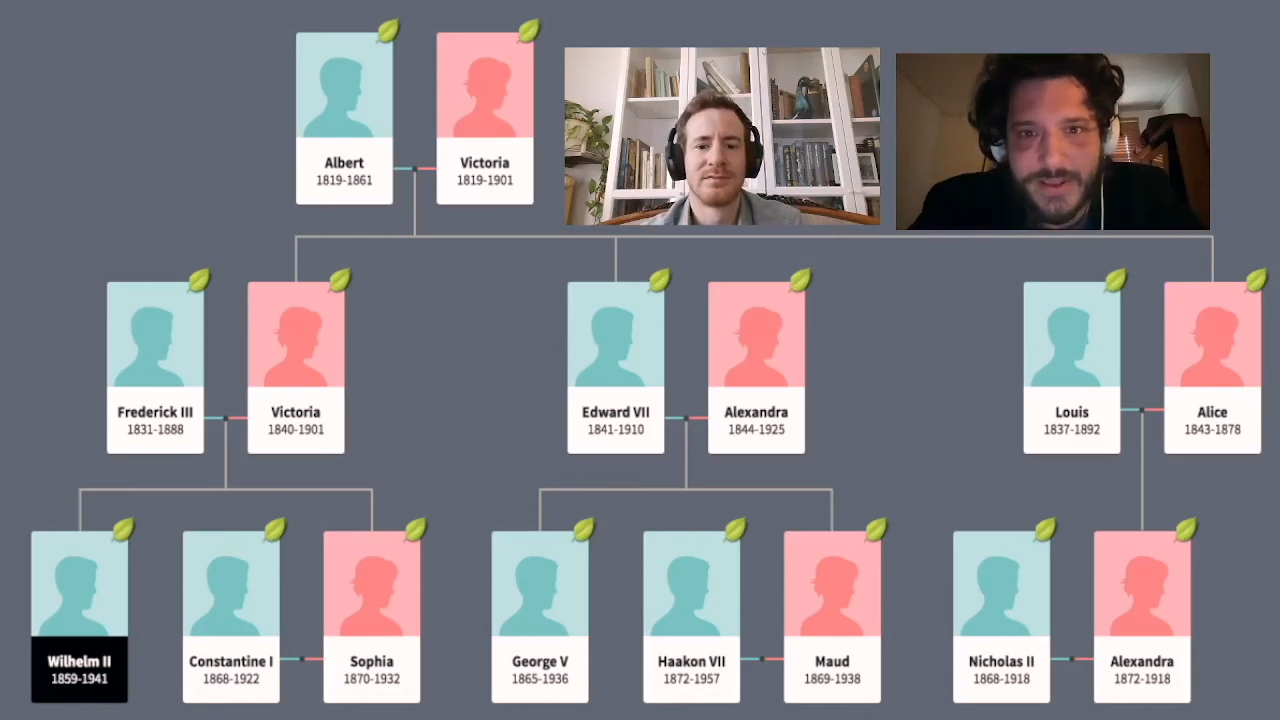 Albert
1819-1861
Victoria
1819-1901
Frederick III
1831-1888
Victoria
1840-1901
Edward VII
1841-1910
Alexandra
1844-1925
Louis
1837-1892
Alice
1843-1878
Wilhelm II
1859-1941
Constantine I
1868-1922
Sophia
1870-1932
George V
1865-1936
Haakon VII
1872-1957
Maud
1869-1938
Nicholas II
1868-1918
Alexandra
1872-1918